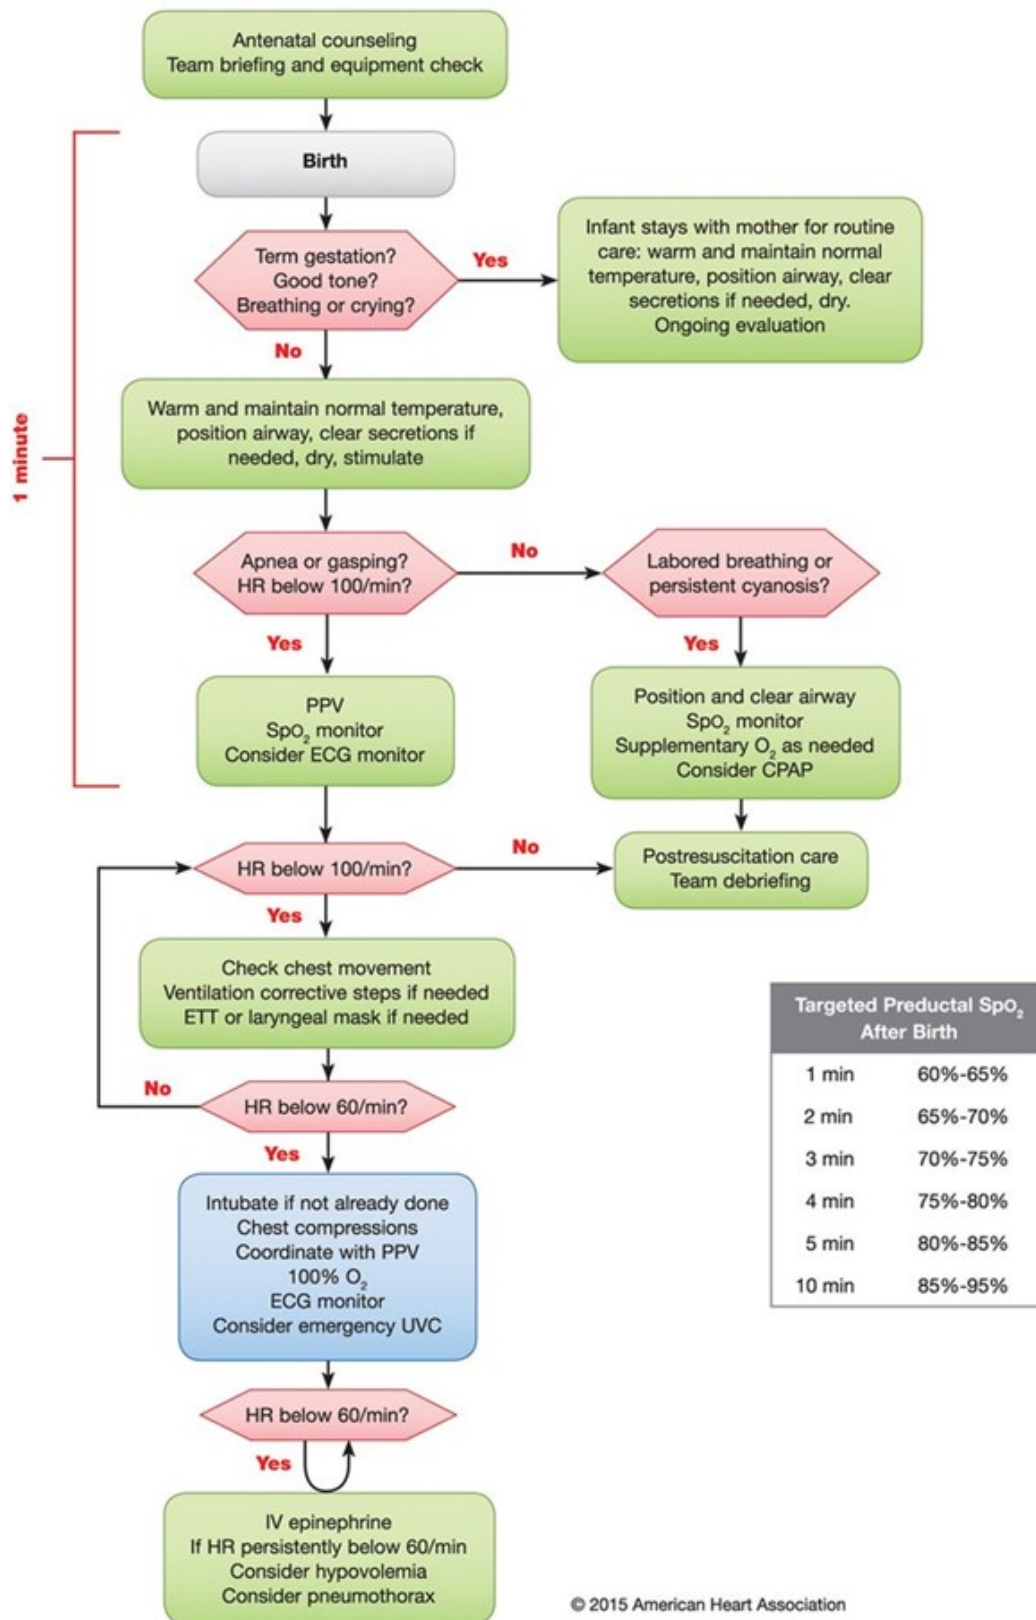 Antenatal counseling
Team briefing and equipment check
Birth
Term gestation?
Good tone?
Breathing or crying?
Yes
Infant stays with mother for routine
care: warm and maintain normal
temperature, position airway, clear
secretions if needed, dry.
Ongoing evaluation
No
1 minute
Warm and maintain normal temperature,
position airway, clear secretions if
needed, dry, stimulate
Apnea or gasping?
HR below 100/min?
No
Labored breathing or
persistent cyanosis?
Yes
Yes
PPV
SpO₂ monitor
Consider ECG monitor
Position and clear airway
SpO₂ monitor
Supplementary O₂ as needed
Consider CPAP
HR below 100/min?
No
Postresuscitation care
Team debriefing
Yes
Check chest movement
Ventilation corrective steps if needed
ETT or laryngeal mask if needed
No
HR below 60/min?
Yes
Intubate if not already done
Chest compressions
Coordinate with PPV
100% O₂
ECG monitor
Consider emergency UVC
HR below 60/min?
Yes
IV epinephrine
If HR persistently below 60/min
Consider hypovolemia
Consider pneumothorax
Targeted Preductal SpO₂
After Birth
1 min 60%-65%
2 min 65%-70%
3 min 70%-75%
4 min 75%-80%
5 min 80%-85%
10 min 85%-95%
© 2015 American Heart Association